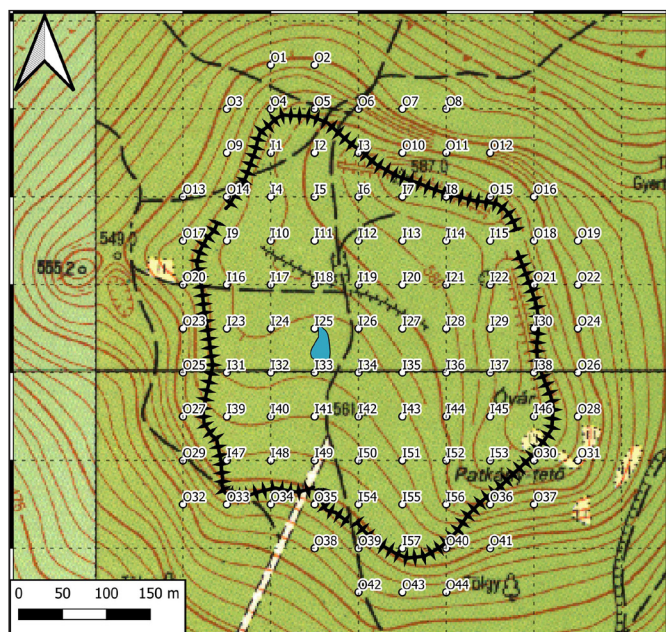 O1 O2
O3 O4 O5 O6 O7 O8
O9 I1 I2 I3 O10 O11 O12
587.0
O13 O14 I4 I5 I6 I7 I8 O15 O16
549.0
O17 I9 I10 I11 I12 I13 I14 I15 O18 O19
555.2
O20 I16 I17 I18 I19 I20 I21 I22 O21 O22
O23 I23 I24 I25 I26 I27 I28 I29 I30 O24
O25 I31 I32 I33 I34 I35 I36 I37 I38 O26
Óvár
O27 I39 I40 I41 I42 I43 I44 I45 I46 O28
561
O29 I47 I48 I49 I50 I51 I52 I53 O30 O31
O32 O33 O34 O35 I54 I55 I56 O36 O37
O38 O39 I57 O40 O41
O42 O43 O44
Tölgy
0 50 100 150 m